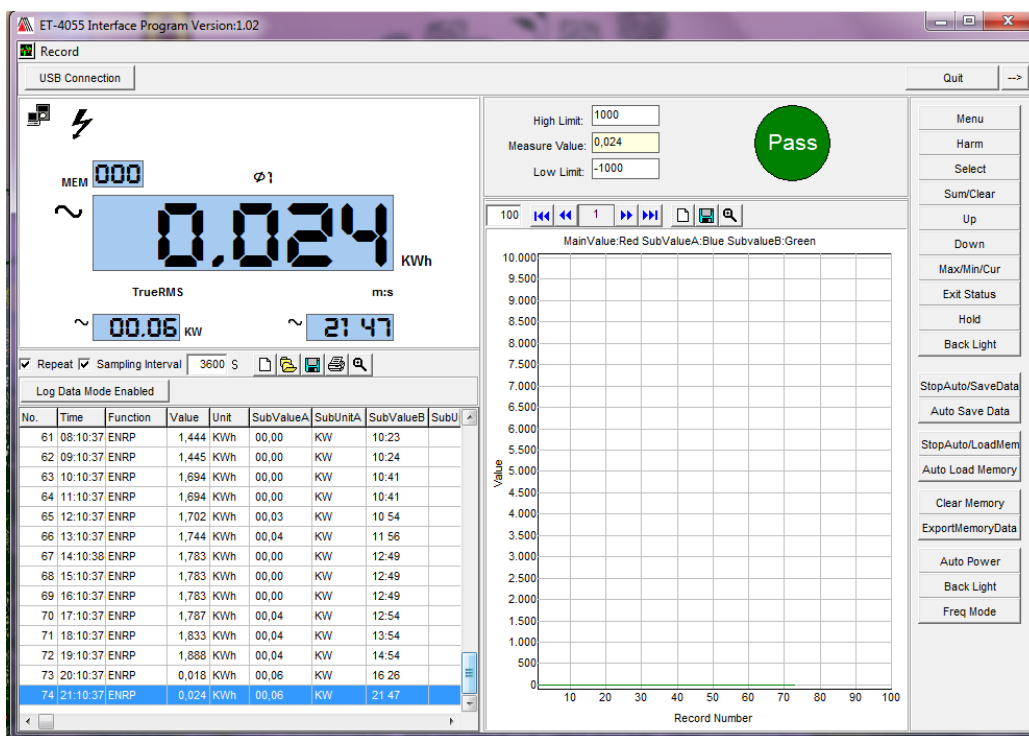 ET-4055 Interface Program Version:1.02
Record
USB Connection
Quit
-->
MEM 000
Φ1
~ 0,024 KWh
TrueRMS m:s
~ 00.06 KW ~ 21 47
Repeat Sampling Interval 3600 S
Log Data Mode Enabled
No. Time Function Value Unit SubValueA SubUnitA SubValueB SubU
61 08:10:37 ENRP 1,444 KWh 00,00 KW 10:23
62 09:10:37 ENRP 1,445 KWh 00,00 KW 10:24
63 10:10:37 ENRP 1,694 KWh 00,00 KW 10:41
64 11:10:37 ENRP 1,694 KWh 00,00 KW 10:41
65 12:10:37 ENRP 1,702 KWh 00,03 KW 10 54
66 13:10:37 ENRP 1,744 KWh 00,04 KW 11 56
67 14:10:38 ENRP 1,783 KWh 00,00 KW 12:49
68 15:10:37 ENRP 1,783 KWh 00,00 KW 12:49
69 16:10:37 ENRP 1,783 KWh 00,00 KW 12:49
70 17:10:37 ENRP 1,787 KWh 00,04 KW 12:54
71 18:10:37 ENRP 1,833 KWh 00,04 KW 13:54
72 19:10:37 ENRP 1,888 KWh 00,04 KW 14:54
73 20:10:37 ENRP 0,018 KWh 00,06 KW 16 26
74 21:10:37 ENRP 0,024 KWh 00,06 KW 21 47
High Limit: 1000
Measure Value: 0,024
Low Limit: -1000
Pass
100 1
MainValue:Red SubValueA:Blue SubvalueB:Green
10.000
9.500
9.000
8.500
8.000
7.500
7.000
6.500
6.000
5.500
5.000
4.500
4.000
3.500
3.000
2.500
2.000
1.500
1.000
500
0
Value
10 20 30 40 50 60 70 80 90 100
Record Number
Menu
Harm
Select
Sum/Clear
Up
Down
Max/Min/Cur
Exit Status
Hold
Back Light
StopAuto/SaveData
Auto Save Data
StopAuto/LoadMem
Auto Load Memory
Clear Memory
ExportMemoryData
Auto Power
Back Light
Freq Mode